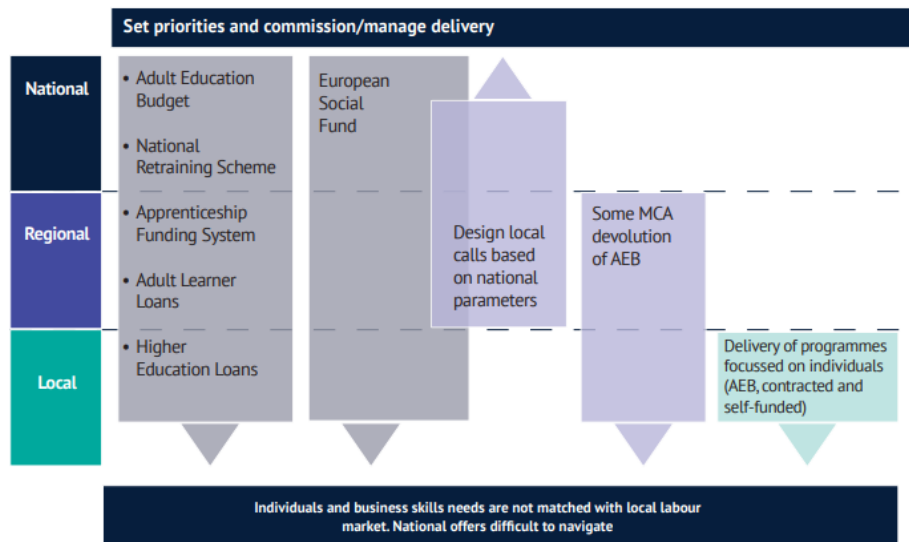 Set priorities and commission/manage delivery
National
• Adult Education
Budget
• National
Retraining Scheme
European
Social
Fund
Regional
• Apprenticeship
Funding System
• Adult Learner
Loans
Design local
calls based
on national
parameters
Some MCA
devolution
of AEB
Local
• Higher
Education Loans
Delivery of programmes
focussed on individuals
(AEB, contracted and
self-funded)
Individuals and business skills needs are not matched with local labour
market. National offers difficult to navigate